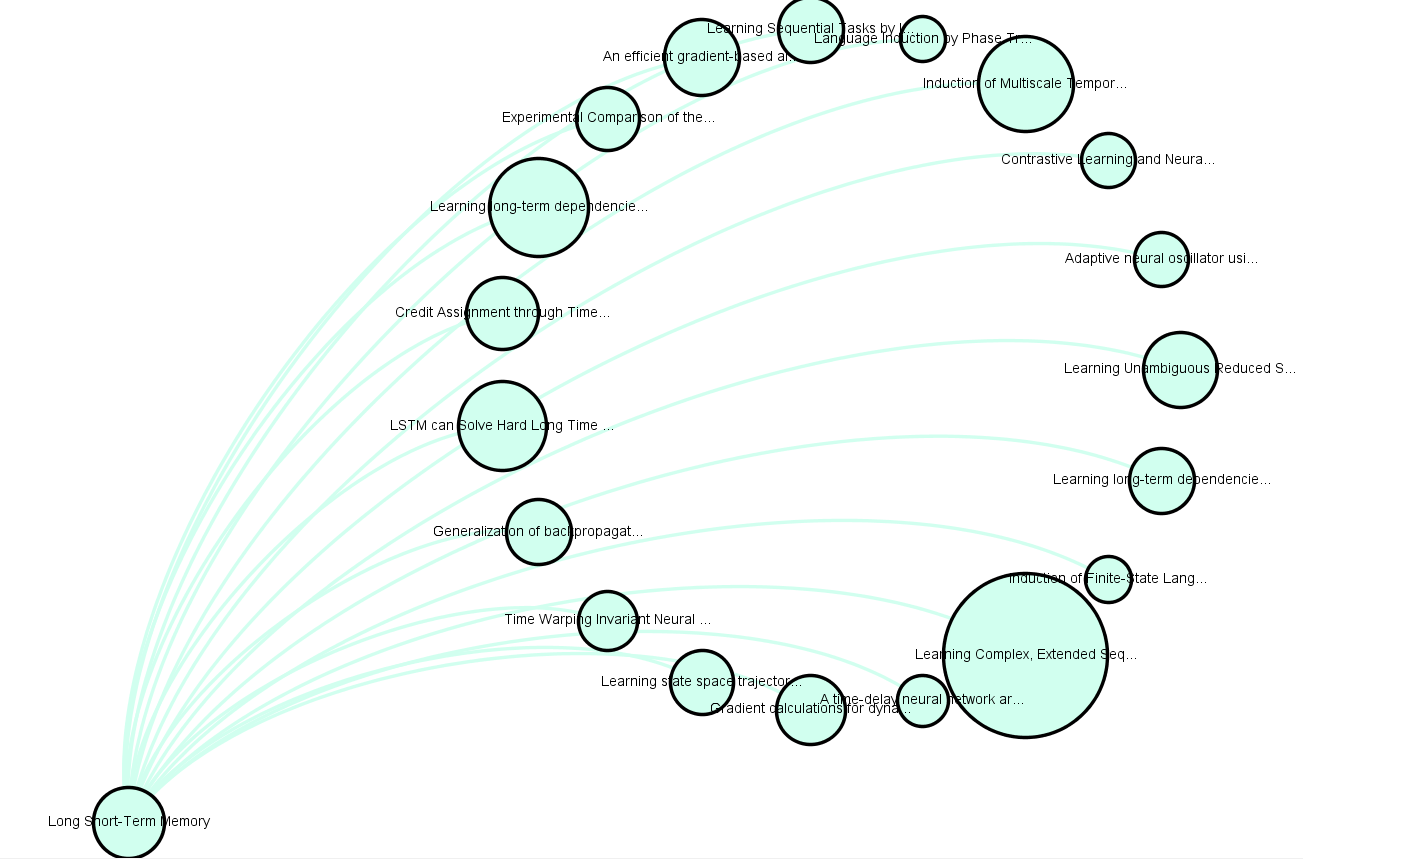 Learning Sequential Tasks by I...
Language Induction by Phase Tr...
An efficient gradient-based al...
Induction of Multiscale Tempor...
Experimental Comparison of the...
Contrastive Learning and Neura...
Learning long-term dependencie...
Adaptive neural oscillator usi...
Credit Assignment through Time...
Learning Unambiguous Reduced S...
LSTM can Solve Hard Long Time ...
Learning long-term dependencie...
Generalization of backpropagat...
Induction of Finite-State Lang...
Time Warping Invariant Neural ...
Learning Complex, Extended Seq...
Learning state space trajector...
A time-delay neural network ar...
Gradient calculations for dyna...
Long Short-Term Memory